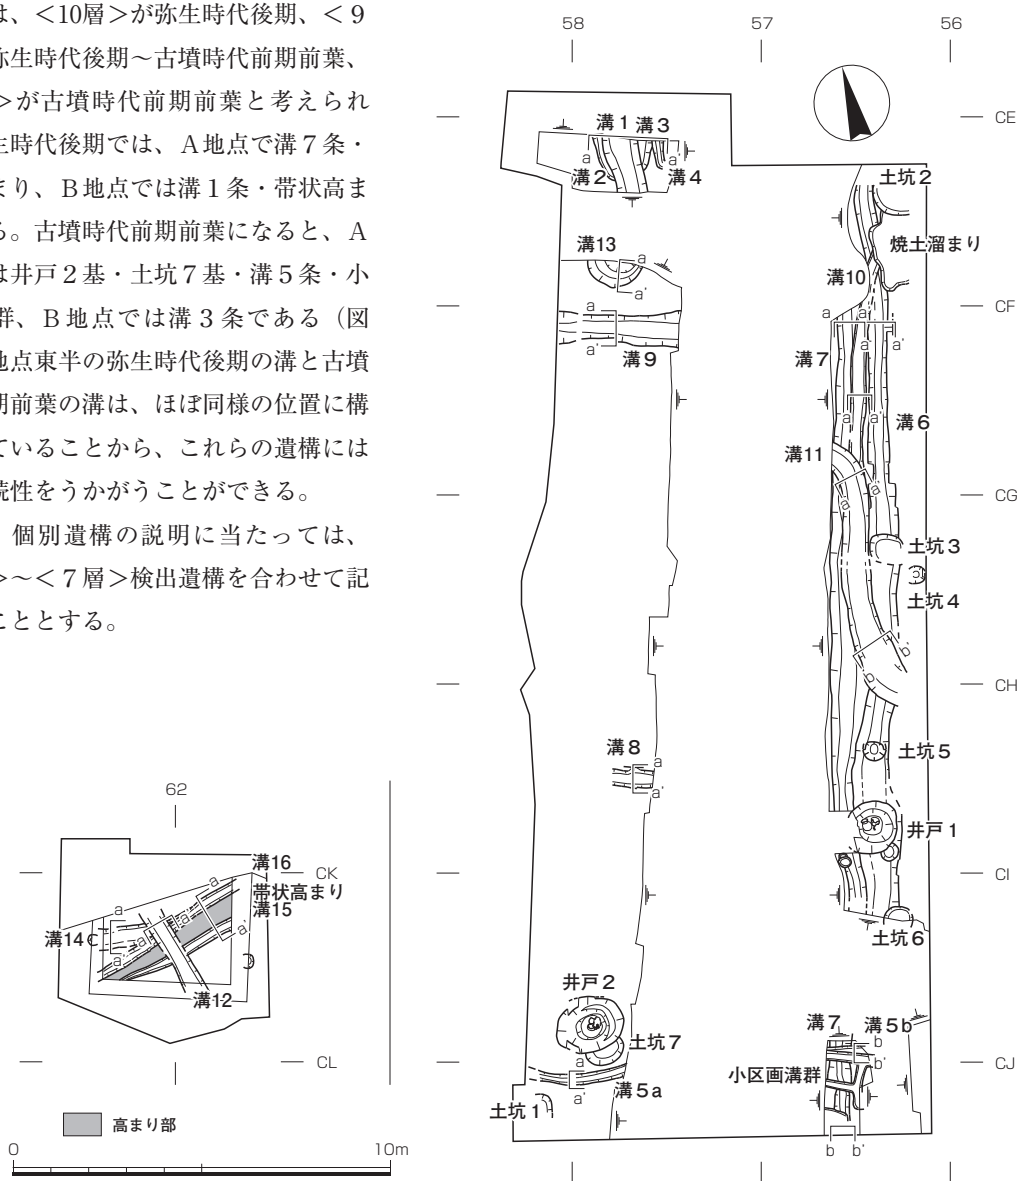 は、＜10層＞が弥生時代後期、＜９
弥生時代後期～古墳時代前期前葉、
＞が古墳時代前期前葉と考えられ
生時代後期では、Ａ地点で溝７条・
まり、Ｂ地点では溝１条・帯状高ま
る。古墳時代前期前葉になると、Ａ
は井戸２基・土坑７基・溝５条・小
群、Ｂ地点では溝３条である（図
地点東半の弥生時代後期の溝と古墳
期前葉の溝は、ほぼ同様の位置に構
ていることから、これらの遺構には
続性をうかがうことができる。
個別遺構の説明に当たっては、
＞～＜７層＞検出遺構を合わせて記
こととする。
58 57 56
CE
溝１ 溝３
a a'
溝２ 溝４
土坑２
焼土溜まり
溝13
a
a'
溝10
CF
a
a'
溝９
a a'
a a'
溝７
a a'
溝６
溝11
a a'
CG
土坑３
土坑４
b b'
CH
溝８
a
a'
土坑５
井戸１
CI
土坑６
井戸２
土坑７
a
a'
溝５a
土坑１
溝７ 溝５b
b
b'
小区画溝群
CJ
b b'
62
溝16
CK
帯状高まり
溝15
a a'
a a'
a a'
溝14
溝12
CL
高まり部
0 10m